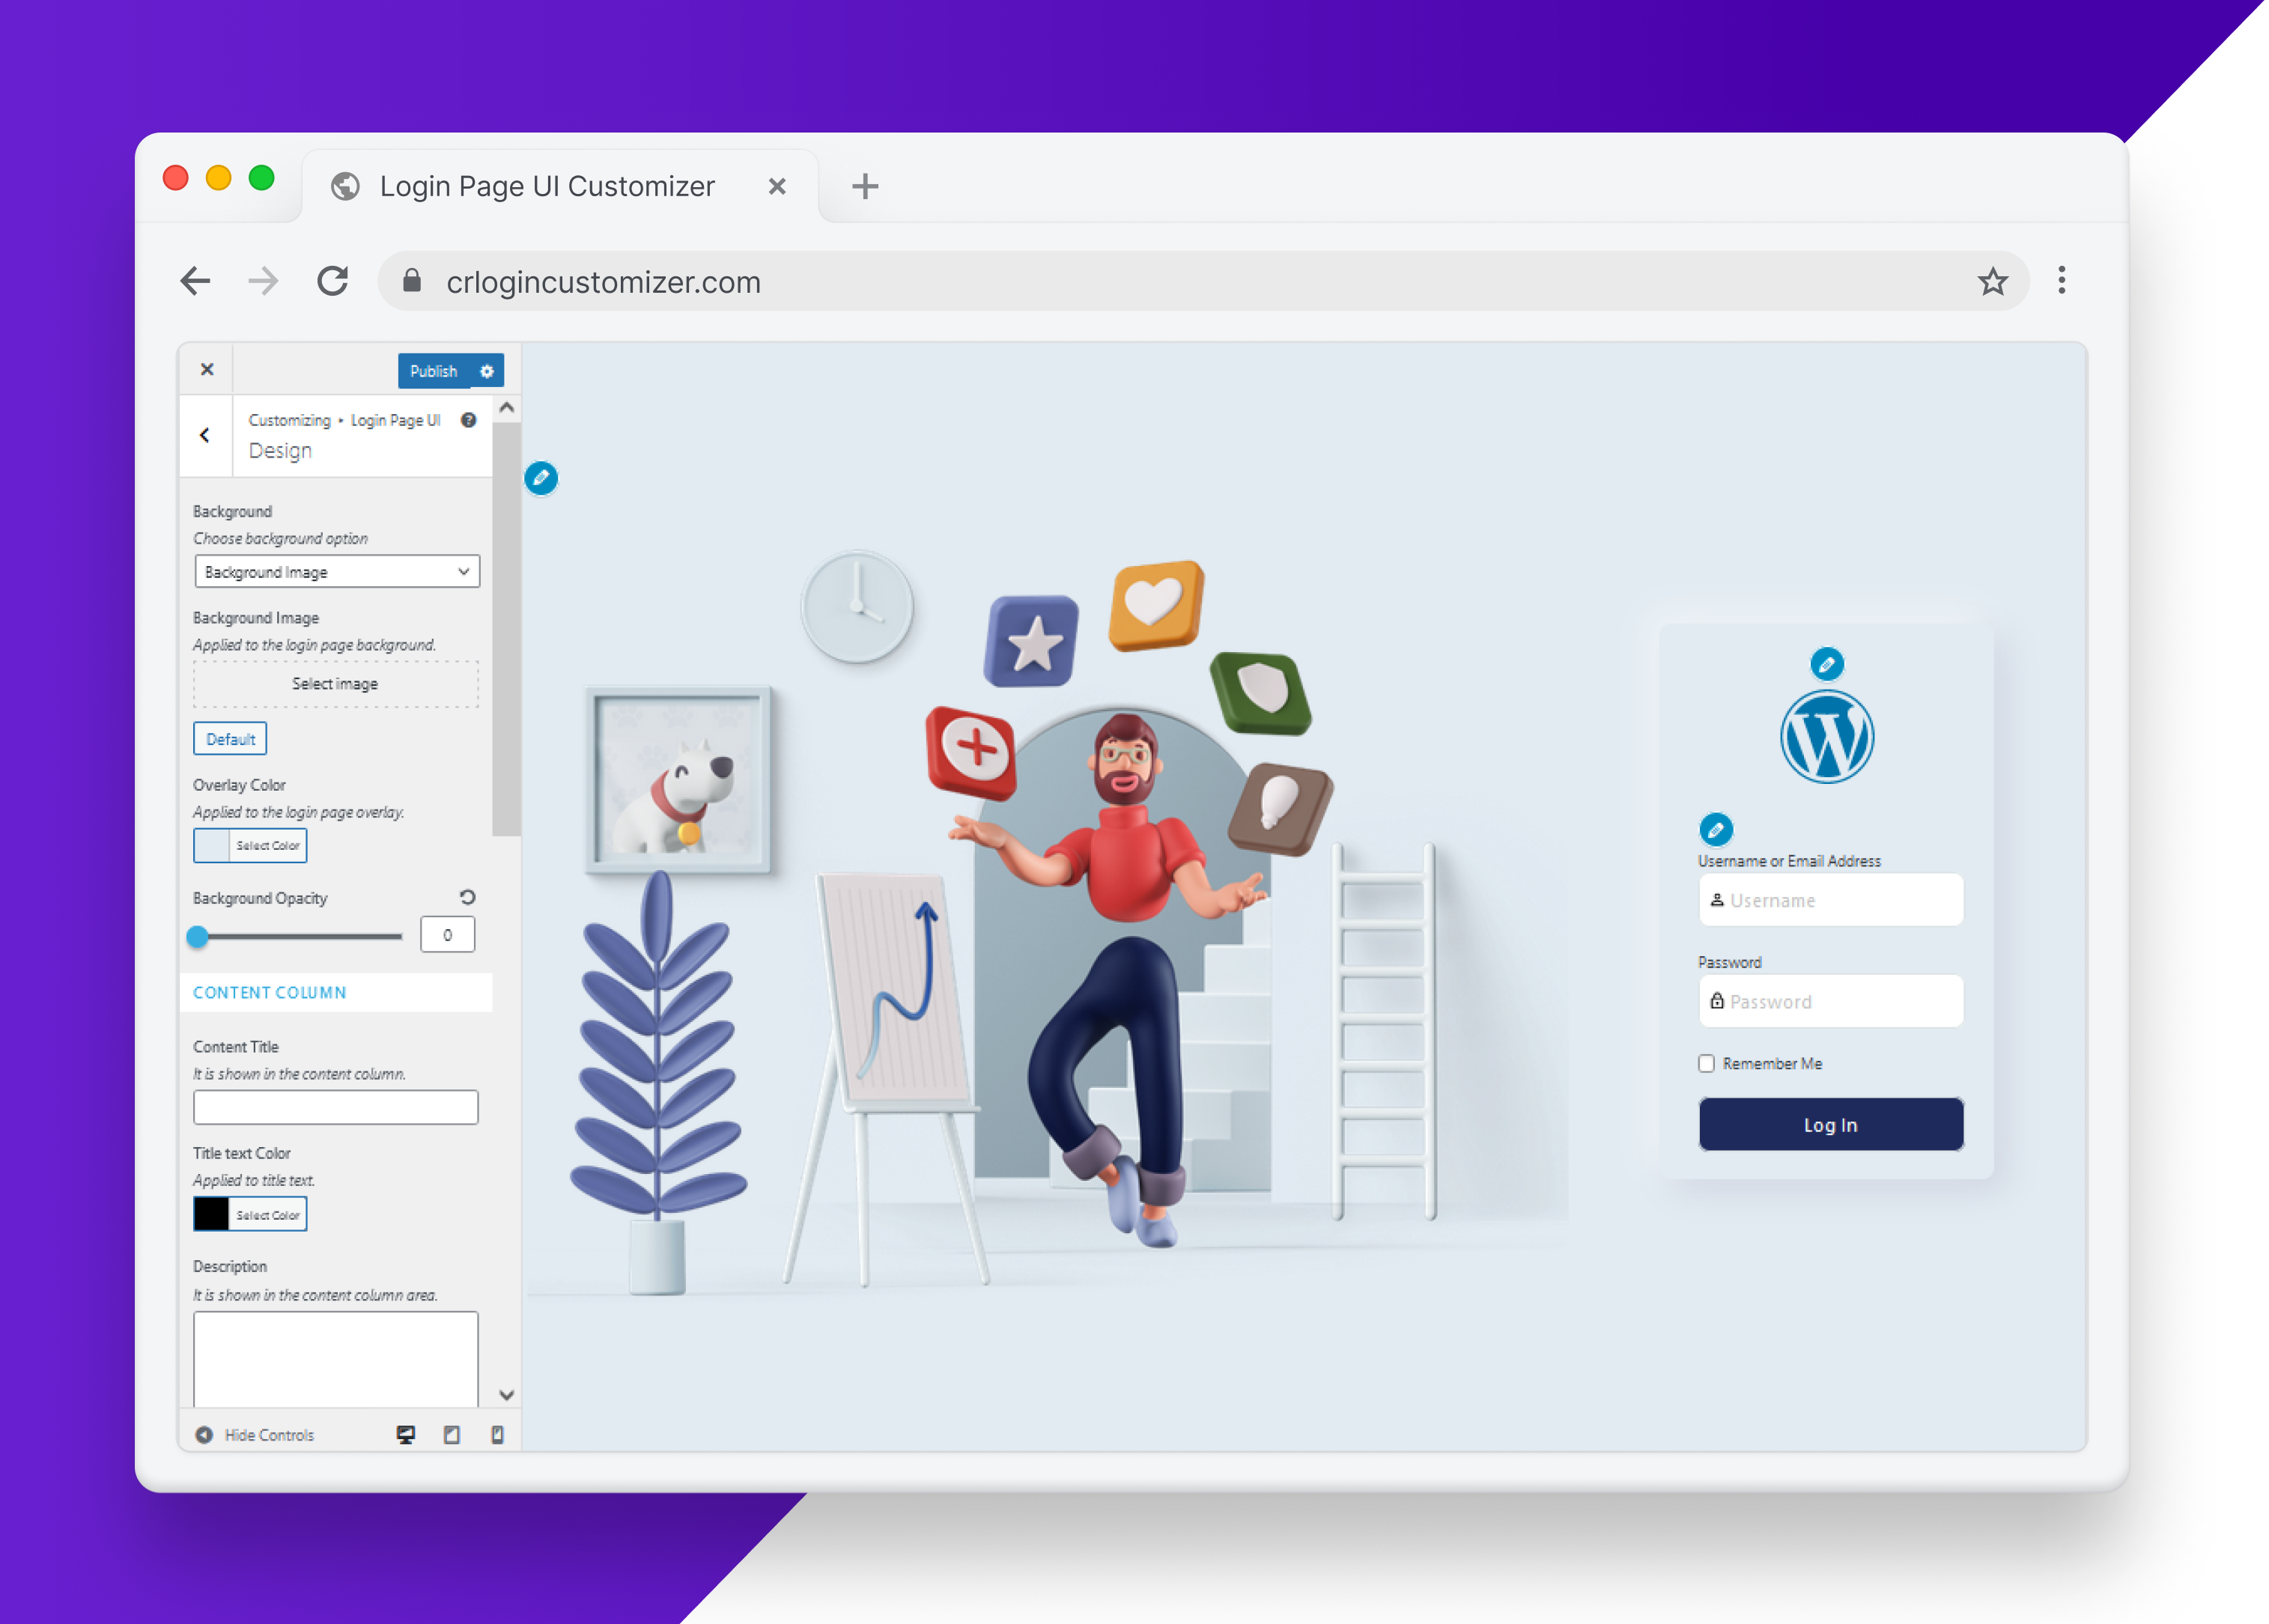 Login Page UI Customizer
crlogincustomizer.com
Publish
Customizing ‣ Login Page UI
Design
Background
Choose background option
Background Image
Background Image
Applied to the login page background.
Select image
Default
Overlay Color
Applied to the login page overlay.
Select Color
Background Opacity
0
CONTENT COLUMN
Content Title
It is shown in the content column.
Title text Color
Applied to title text.
Select Color
Description
It is shown in the content column area.
Hide Controls
W
Username or Email Address
Username
Password
Password
Remember Me
Log In